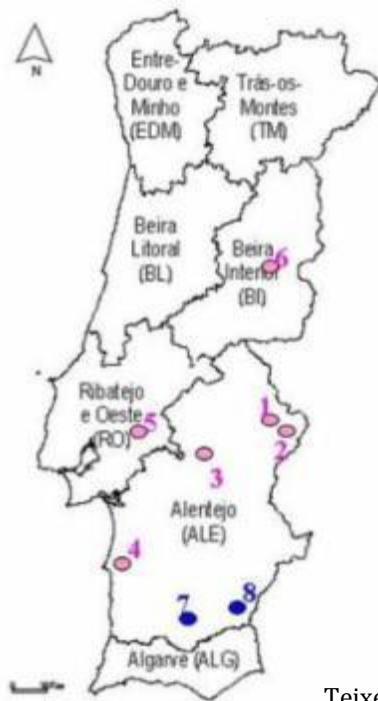 N
Entre-
Douro e
Minho
(EDM)
Trás-os-
Montes
(TM)
Beira
Litoral
(BL)
Beira
Interior
(BI)
6
Ribatejo
e Oeste
(RO)
5
1
2
3
Alentejo
(ALE)
4
7
8
Algarve (ALG)
Teixe